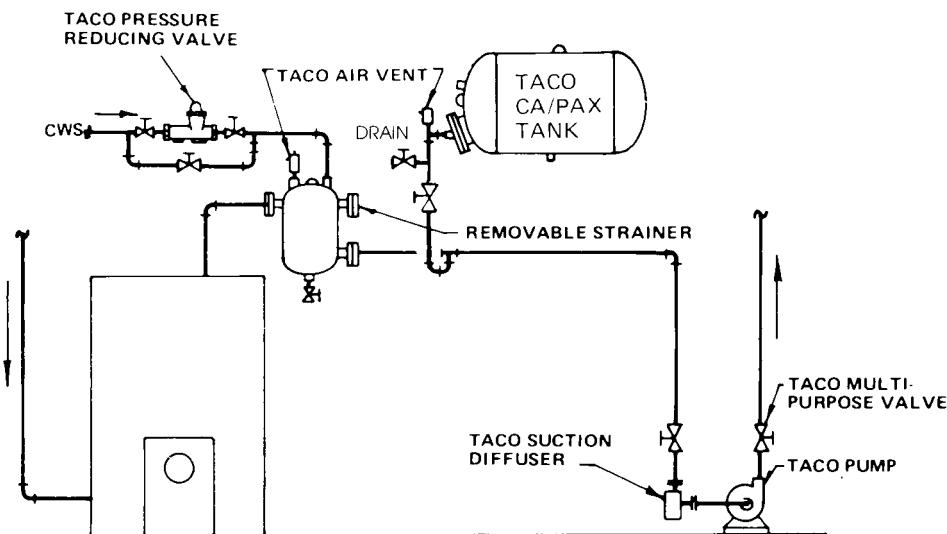 TACO PRESSURE
REDUCING VALVE
TACO AIR VENT
TACO
CA/PAX
TANK
CWS
DRAIN
REMOVABLE STRAINER
TACO MULTI-
PURPOSE VALVE
TACO SUCTION
DIFFUSER
TACO PUMP